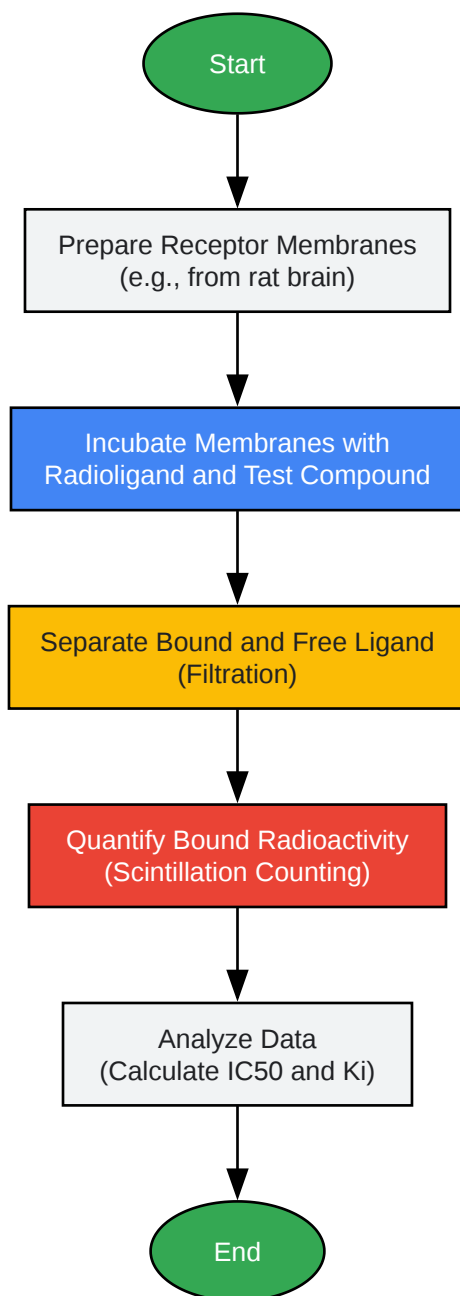 Start
Prepare Receptor Membranes
(e.g., from rat brain)
Incubate Membranes with
Radioligand and Test Compound
Separate Bound and Free Ligand
(Filtration)
Quantify Bound Radioactivity
(Scintillation Counting)
Analyze Data
(Calculate IC50 and Ki)
End